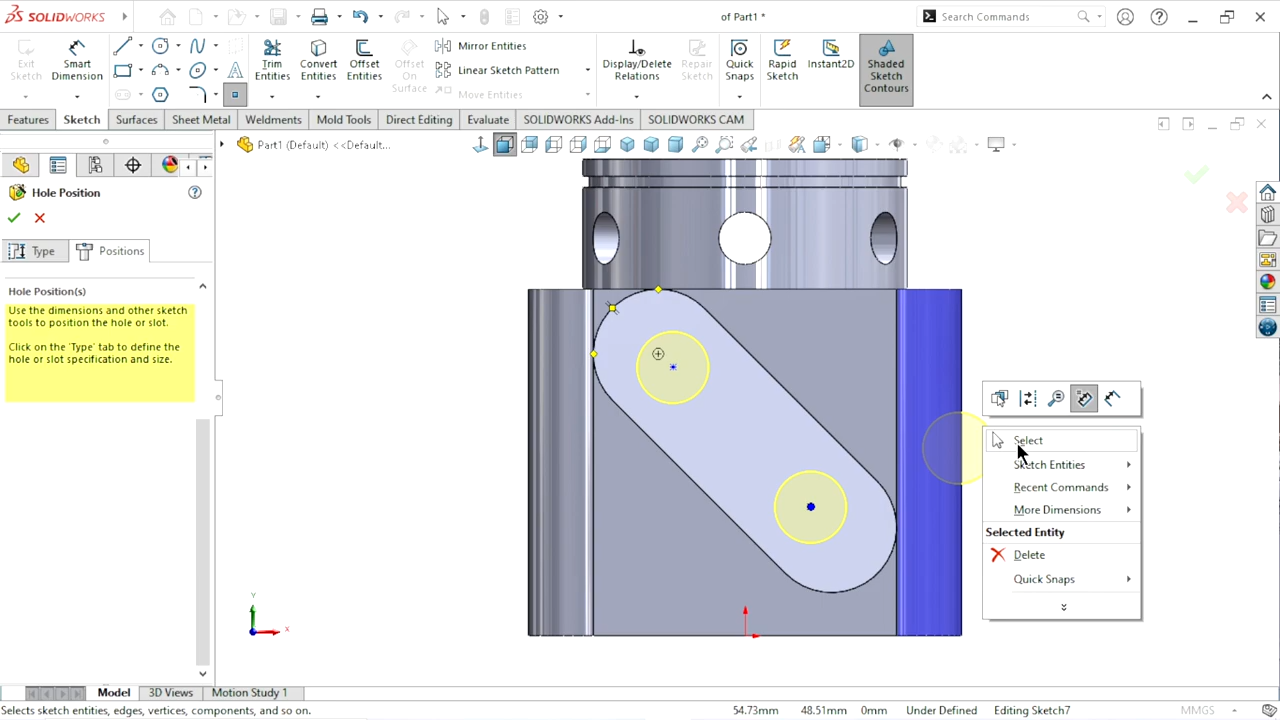 SOLIDWORKS
of Part1 *
Search Commands
Exit Sketch
Smart Dimension
Trim Entities
Convert Entities
Offset Entities
Offset On Surface
Mirror Entities
Linear Sketch Pattern
Move Entities
Display/Delete Relations
Repair Sketch
Quick Snaps
Rapid Sketch
Instant2D
Shaded Sketch Contours
Features
Sketch
Surfaces
Sheet Metal
Weldments
Mold Tools
Direct Editing
Evaluate
SOLIDWORKS Add-Ins
SOLIDWORKS CAM
Part1 (Default) <<Default...
Hole Position
Type
Positions
Hole Position(s)
Use the dimensions and other sketch
tools to position the hole or slot.
Click on the 'Type' tab to define the
hole or slot specification and size.
Select
Sketch Entities
Recent Commands
More Dimensions
Selected Entity
Delete
Quick Snaps
Y
X
Model
3D Views
Motion Study 1
Selects sketch entities, edges, vertices, components, and so on.
54.73mm
48.51mm
0mm
Under Defined
Editing Sketch7
MMGS